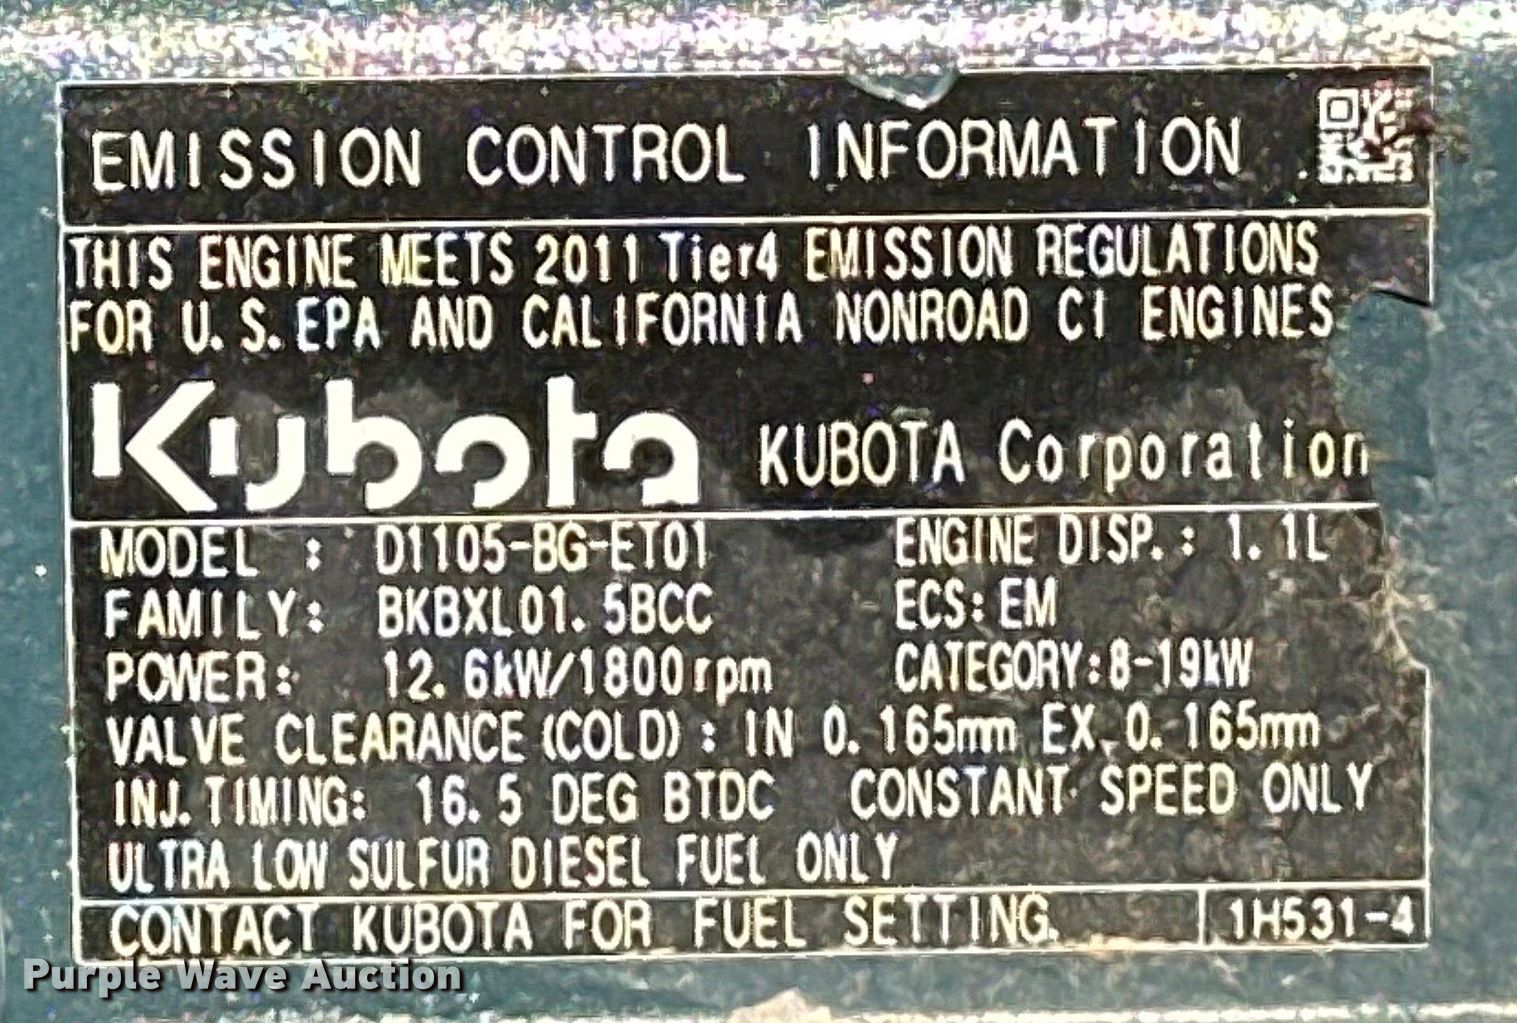 EMISSION CONTROL INFORMATION
THIS ENGINE MEETS 2011 Tier4 EMISSION REGULATIONS
FOR U.S.EPA AND CALIFORNIA NONROAD CI ENGINES
Kubota KUBOTA Corporation
MODEL : D1105-BG-ET01 ENGINE DISP.: 1.1L
FAMILY: BKBXL01.5BCC ECS:EM
POWER: 12.6kW/1800rpm CATEGORY:8-19kW
VALVE CLEARANCE(COLD): IN 0.165mm EX.0.165mm
INJ.TIMING: 16.5 DEG BTDC CONSTANT SPEED ONLY
ULTRA LOW SULFUR DIESEL FUEL ONLY
CONTACT KUBOTA FOR FUEL SETTING. 1H531-4
Purple Wave Auction